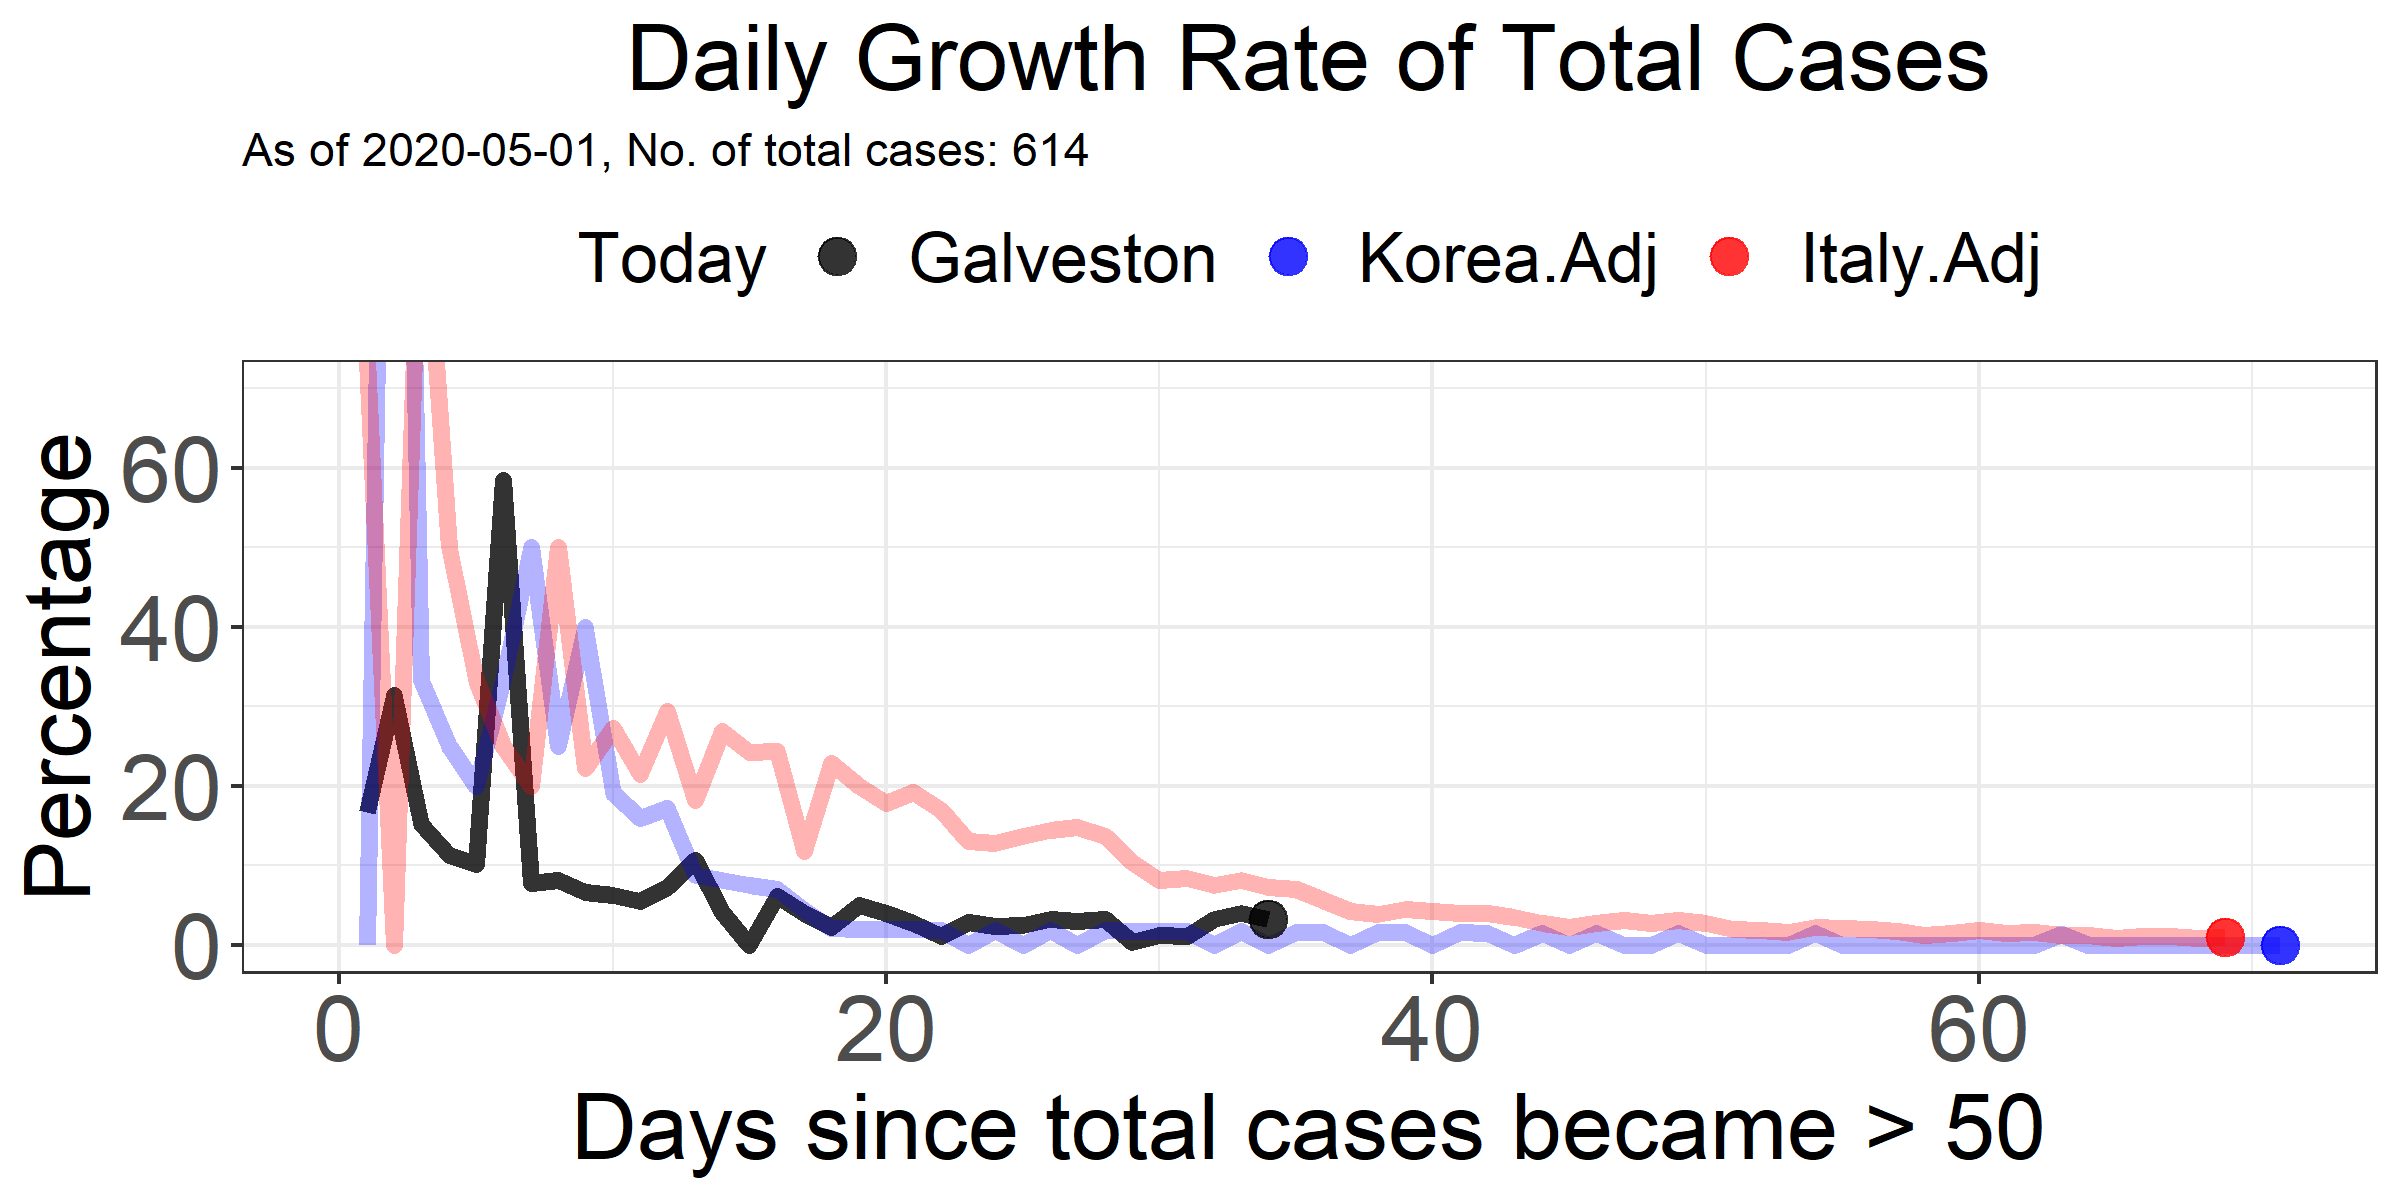 Daily Growth Rate of Total Cases
As of 2020-05-01, No. of total cases: 614
Today Galveston Korea.Adj Italy.Adj
Percentage
60
40
20
0
0 20 40 60
Days since total cases became > 50